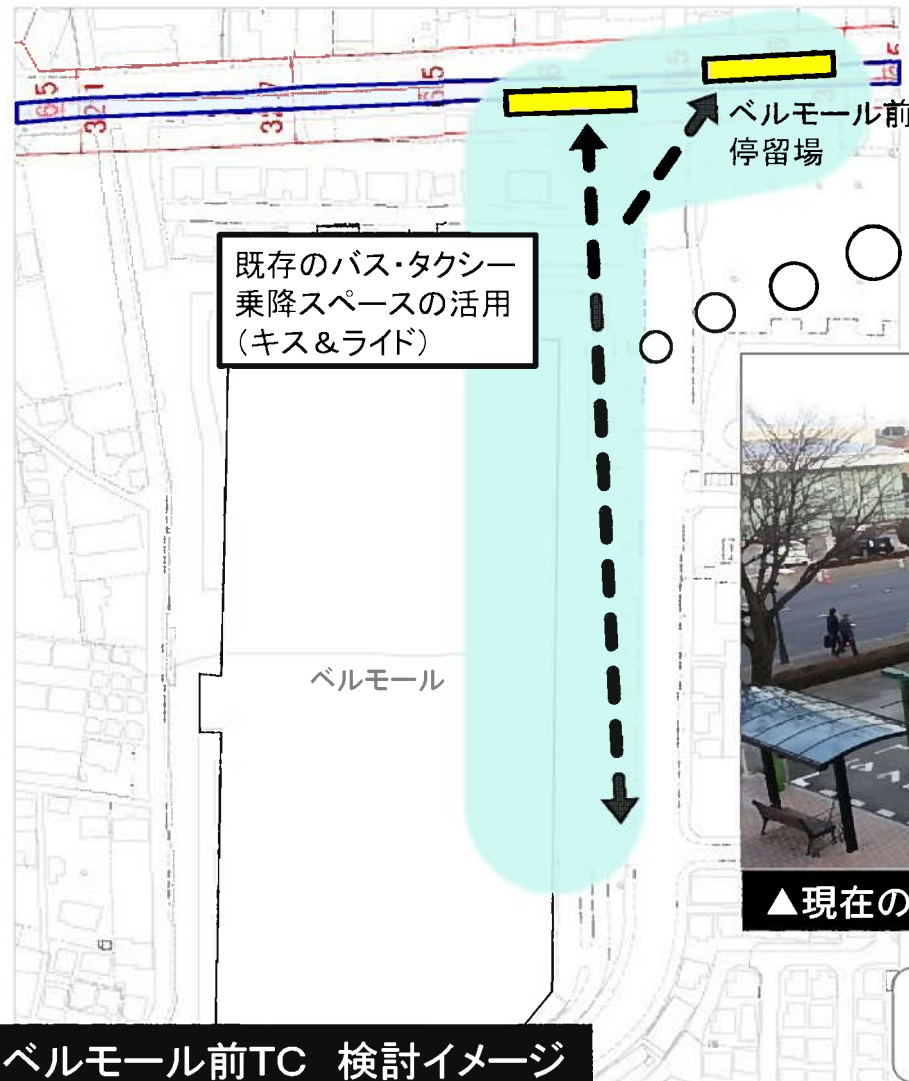 ベルモール前
停留場
既存のバス・タクシー
乗降スペースの活用
(キス＆ライド)
ベルモール
▲現在の
ベルモール前TC 検討イメージ